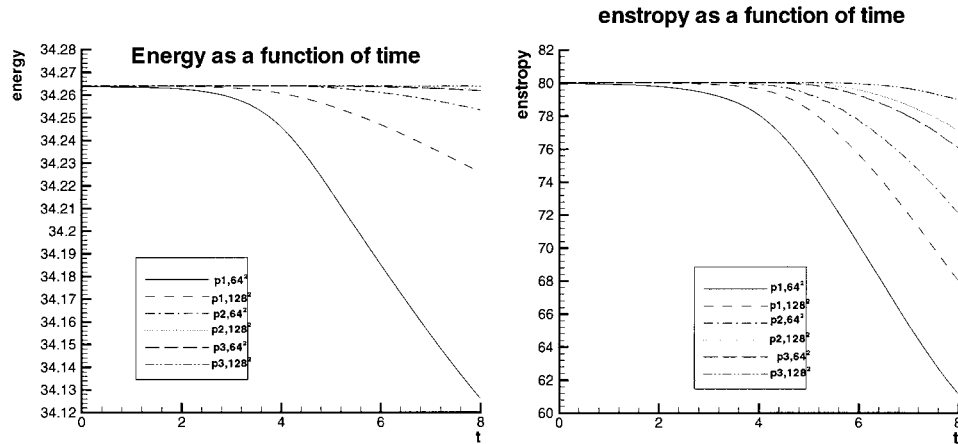 Energy as a function of time
energy
34.28
34.27
34.26
34.25
34.24
34.23
34.22
34.21
34.2
34.19
34.18
34.17
34.16
34.15
34.14
34.13
34.12
p1,64²
p1,128²
p2,64²
p2,128²
p3,64²
p3,128²
0
2
4
6
8
t
enstropy as a function of time
enstropy
82
80
78
76
74
72
70
68
66
64
62
60
p1,64²
p1,128²
p2,64²
p2,128²
p3,64²
p3,128²
0
2
4
6
8
t